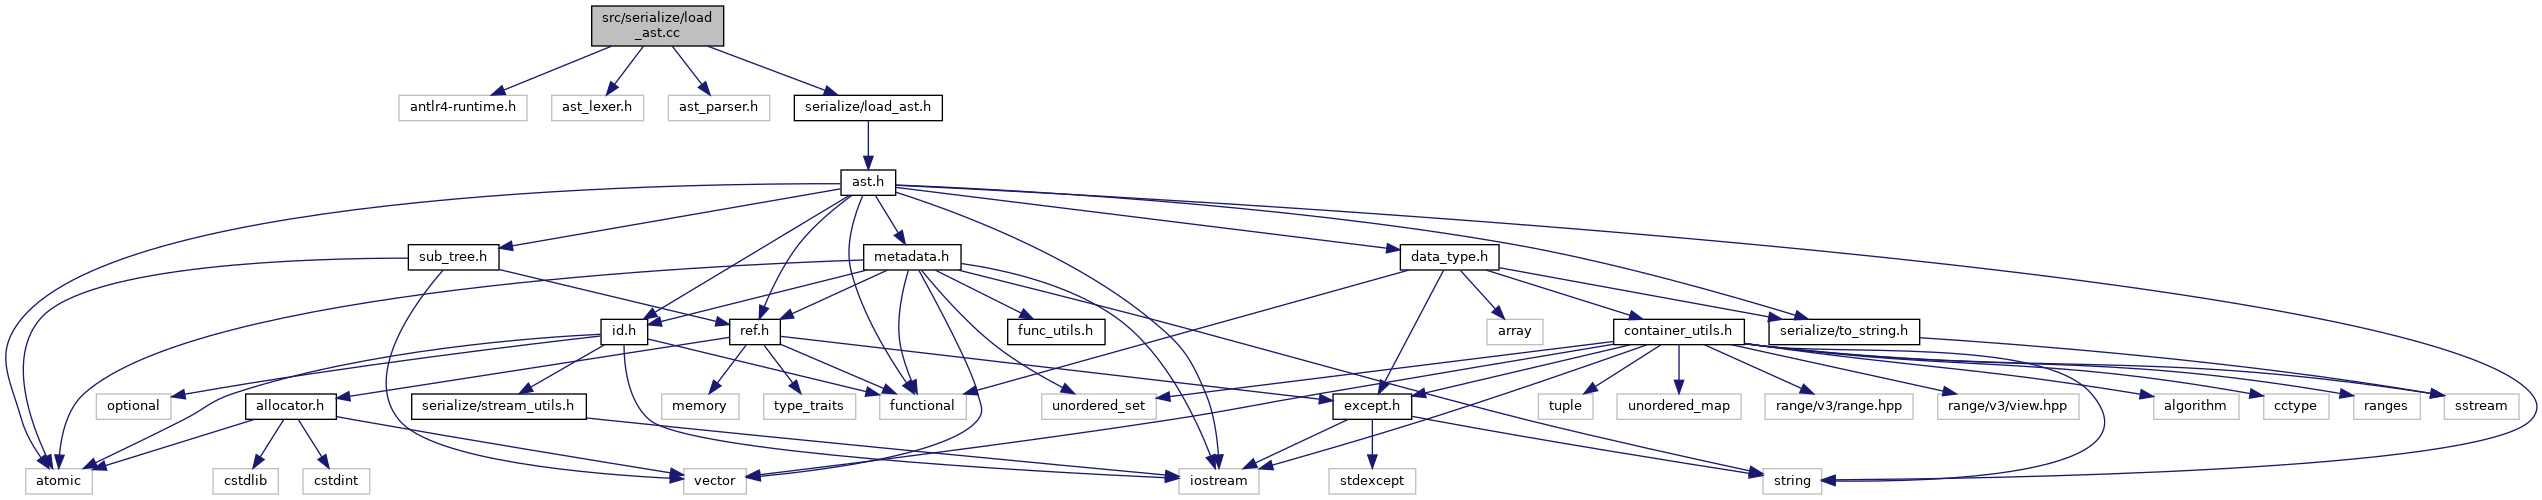 src/serialize/load
_ast.cc
antlr4-runtime.h
ast_lexer.h
ast_parser.h
serialize/load_ast.h
ast.h
sub_tree.h
metadata.h
data_type.h
id.h
ref.h
func_utils.h
array
container_utils.h
serialize/to_string.h
optional
allocator.h
serialize/stream_utils.h
memory
type_traits
functional
unordered_set
except.h
tuple
unordered_map
range/v3/range.hpp
range/v3/view.hpp
algorithm
cctype
ranges
sstream
atomic
cstdlib
cstdint
vector
iostream
stdexcept
string